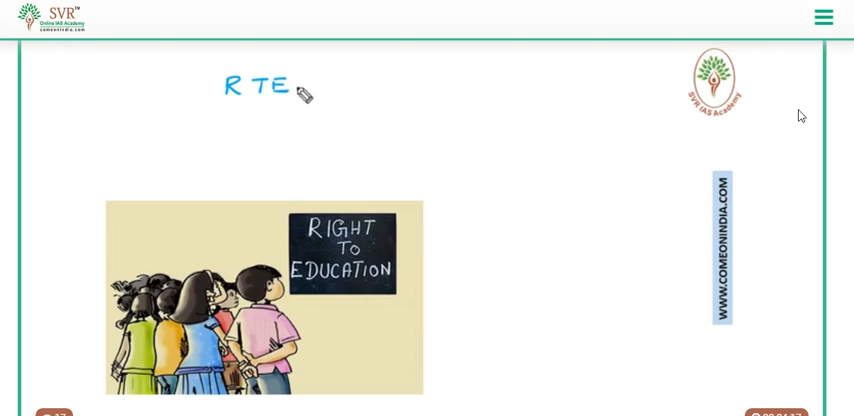 SVR™
Online IAS Academy
comeonindia.com
R TE
SVR IAS Academy
WWW.COMEONINDIA.COM
RIGHT
TO
EDUCATION